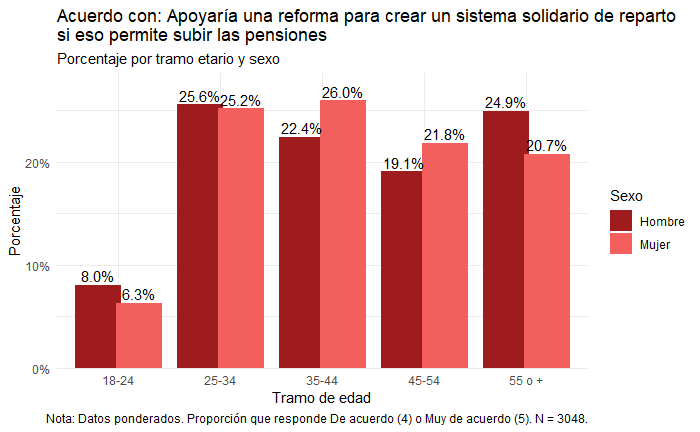 Acuerdo con: Apoyaría una reforma para crear un sistema solidario de reparto
si eso permite subir las pensiones
Porcentaje por tramo etario y sexo
Porcentaje
20%
10%
0%
8.0%
6.3%
25.6%
25.2%
22.4%
26.0%
19.1%
21.8%
24.9%
20.7%
18-24
25-34
35-44
45-54
55 o +
Tramo de edad
Sexo
Hombre
Mujer
Nota: Datos ponderados. Proporción que responde De acuerdo (4) o Muy de acuerdo (5). N = 3048.